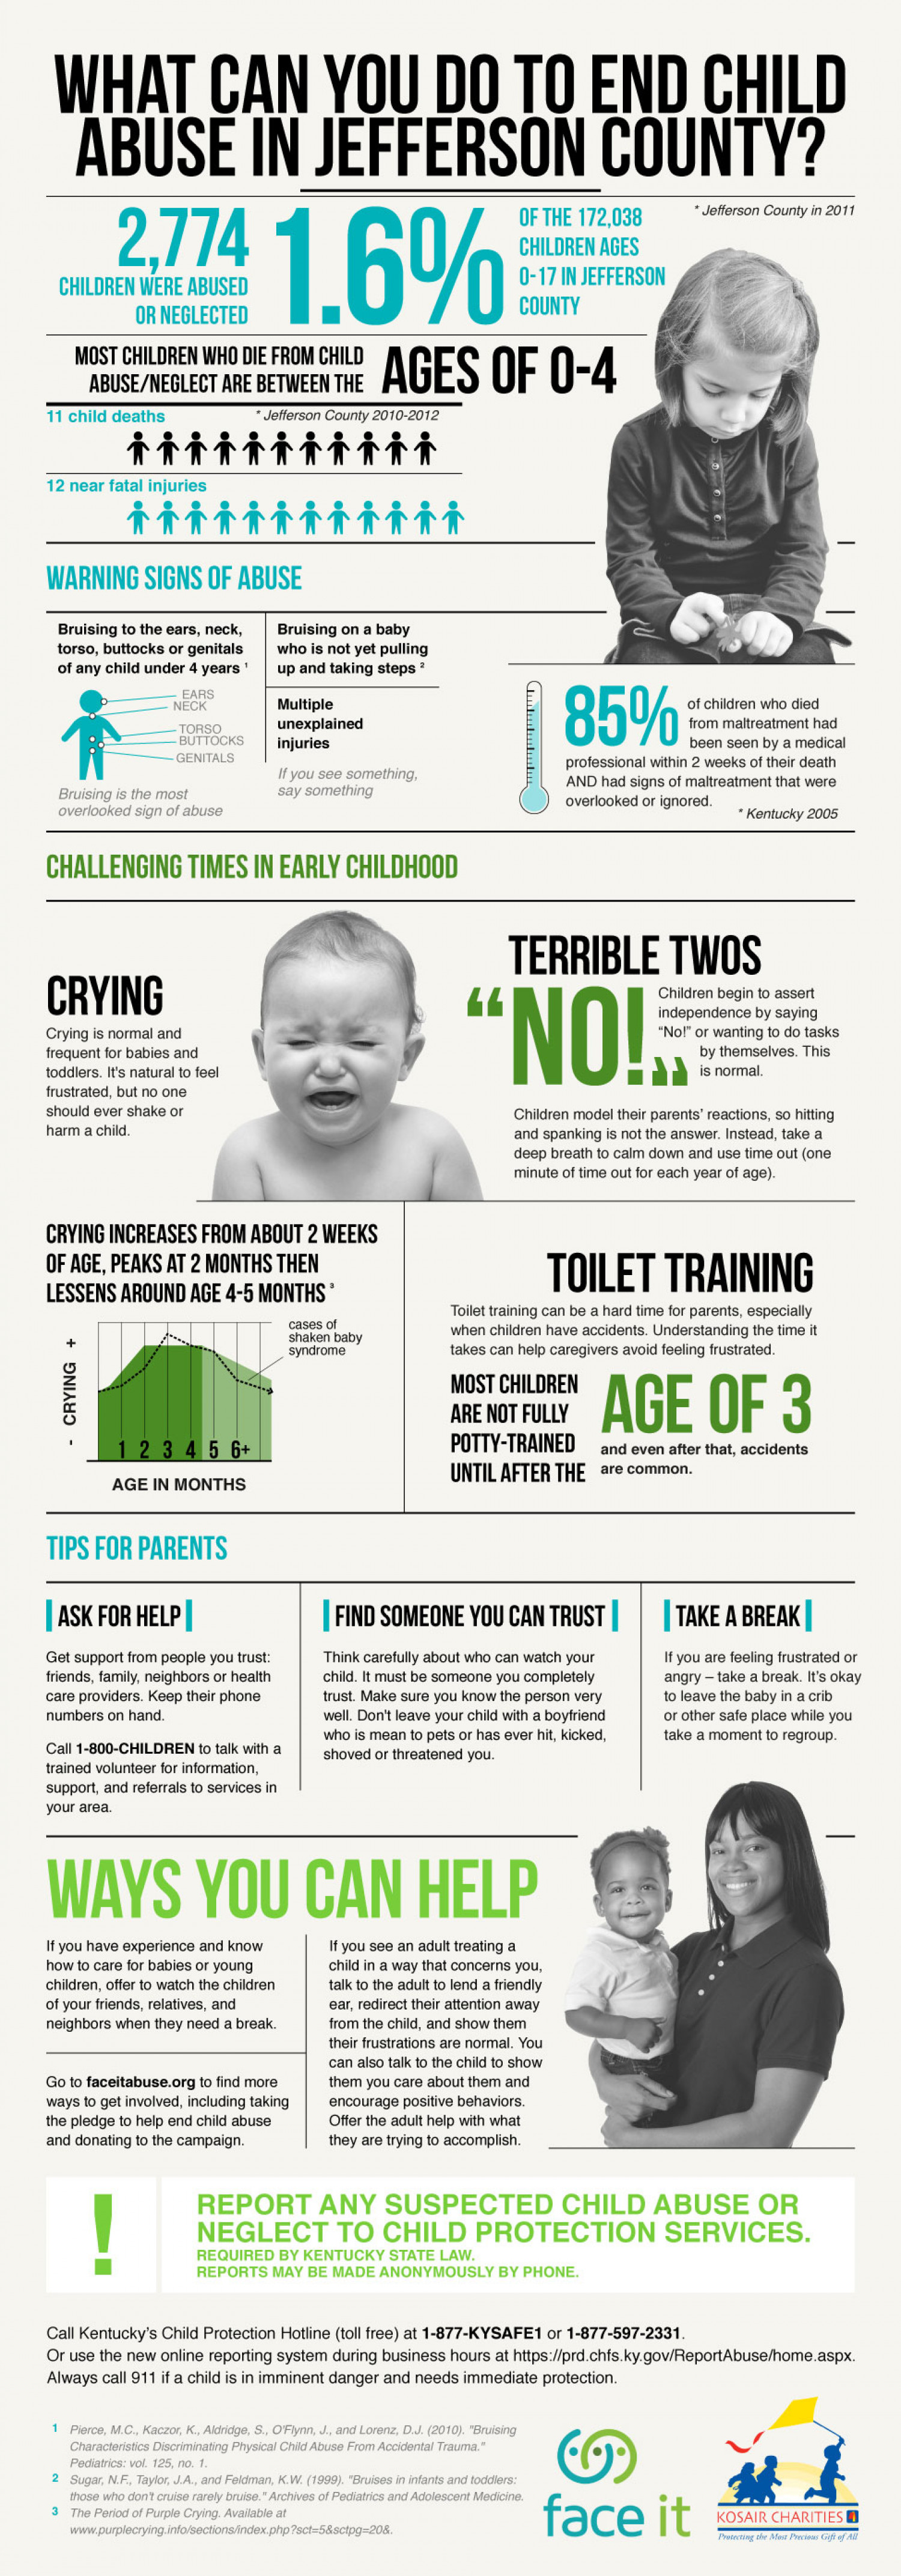 WHAT CAN YOU DO TO END CHILD
ABUSE IN JEFFERSON COUNTY?
* Jefferson County in 2011
2,774
CHILDREN WERE ABUSED
OR NEGLECTED
1.6%
OF THE 172,038
CHILDREN AGES
0-17 IN JEFFERSON
COUNTY
MOST CHILDREN WHO DIE FROM CHILD
ABUSE/NEGLECT ARE BETWEEN THE
AGES OF 0-4
11 child deaths
* Jefferson County 2010-2012
12 near fatal injuries
WARNING SIGNS OF ABUSE
Bruising to the ears, neck,
torso, buttocks or genitals
of any child under 4 years ¹
EARS
NECK
TORSO
BUTTOCKS
GENITALS
Bruising is the most
overlooked sign of abuse
Bruising on a baby
who is not yet pulling
up and taking steps ²
Multiple
unexplained
injuries
If you see something,
say something
85%
of children who died
from maltreatment had
been seen by a medical
professional within 2 weeks of their death
AND had signs of maltreatment that were
overlooked or ignored.
* Kentucky 2005
CHALLENGING TIMES IN EARLY CHILDHOOD
CRYING
Crying is normal and
frequent for babies and
toddlers. It's natural to feel
frustrated, but no one
should ever shake or
harm a child.
TERRIBLE TWOS
“NO!„
Children begin to assert
independence by saying
“No!” or wanting to do tasks
by themselves. This
is normal.
Children model their parents’ reactions, so hitting
and spanking is not the answer. Instead, take a
deep breath to calm down and use time out (one
minute of time out for each year of age).
CRYING INCREASES FROM ABOUT 2 WEEKS
OF AGE, PEAKS AT 2 MONTHS THEN
LESSENS AROUND AGE 4-5 MONTHS ³
cases of
shaken baby
syndrome
- CRYING +
1 2 3 4 5 6+
AGE IN MONTHS
TOILET TRAINING
Toilet training can be a hard time for parents, especially
when children have accidents. Understanding the time it
takes can help caregivers avoid feeling frustrated.
MOST CHILDREN
ARE NOT FULLY
POTTY-TRAINED
UNTIL AFTER THE
AGE OF 3
and even after that, accidents
are common.
TIPS FOR PARENTS
ASK FOR HELP
Get support from people you trust:
friends, family, neighbors or health
care providers. Keep their phone
numbers on hand.
Call 1-800-CHILDREN to talk with a
trained volunteer for information,
support, and referrals to services in
your area.
FIND SOMEONE YOU CAN TRUST
Think carefully about who can watch your
child. It must be someone you completely
trust. Make sure you know the person very
well. Don't leave your child with a boyfriend
who is mean to pets or has ever hit, kicked,
shoved or threatened you.
TAKE A BREAK
If you are feeling frustrated or
angry – take a break. It's okay
to leave the baby in a crib
or other safe place while you
take a moment to regroup.
WAYS YOU CAN HELP
If you have experience and know
how to care for babies or young
children, offer to watch the children
of your friends, relatives, and
neighbors when they need a break.
Go to faceitabuse.org to find more
ways to get involved, including taking
the pledge to help end child abuse
and donating to the campaign.
If you see an adult treating a
child in a way that concerns you,
talk to the adult to lend a friendly
ear, redirect their attention away
from the child, and show them
their frustrations are normal. You
can also talk to the child to show
them you care about them and
encourage positive behaviors.
Offer the adult help with what
they are trying to accomplish.
!
REPORT ANY SUSPECTED CHILD ABUSE OR
NEGLECT TO CHILD PROTECTION SERVICES.
REQUIRED BY KENTUCKY STATE LAW.
REPORTS MAY BE MADE ANONYMOUSLY BY PHONE.
Call Kentucky's Child Protection Hotline (toll free) at 1-877-KYSAFE1 or 1-877-597-2331.
Or use the new online reporting system during business hours at https://prd.chfs.ky.gov/ReportAbuse/home.aspx.
Always call 911 if a child is in imminent danger and needs immediate protection.
1 Pierce, M.C., Kaczor, K., Aldridge, S., O'Flynn, J., and Lorenz, D.J. (2010). "Bruising
Characteristics Discriminating Physical Child Abuse From Accidental Trauma."
Pediatrics: vol. 125, no. 1.
2 Sugar, N.F., Taylor, J.A., and Feldman, K.W. (1999). "Bruises in infants and toddlers:
those who don't cruise rarely bruise." Archives of Pediatrics and Adolescent Medicine.
3 The Period of Purple Crying. Available at
www.purplecrying.info/sections/index.php?sct=5&sctpg=20&.
face it
KOSAIR CHARITIES
Protecting the Most Precious Gift of All